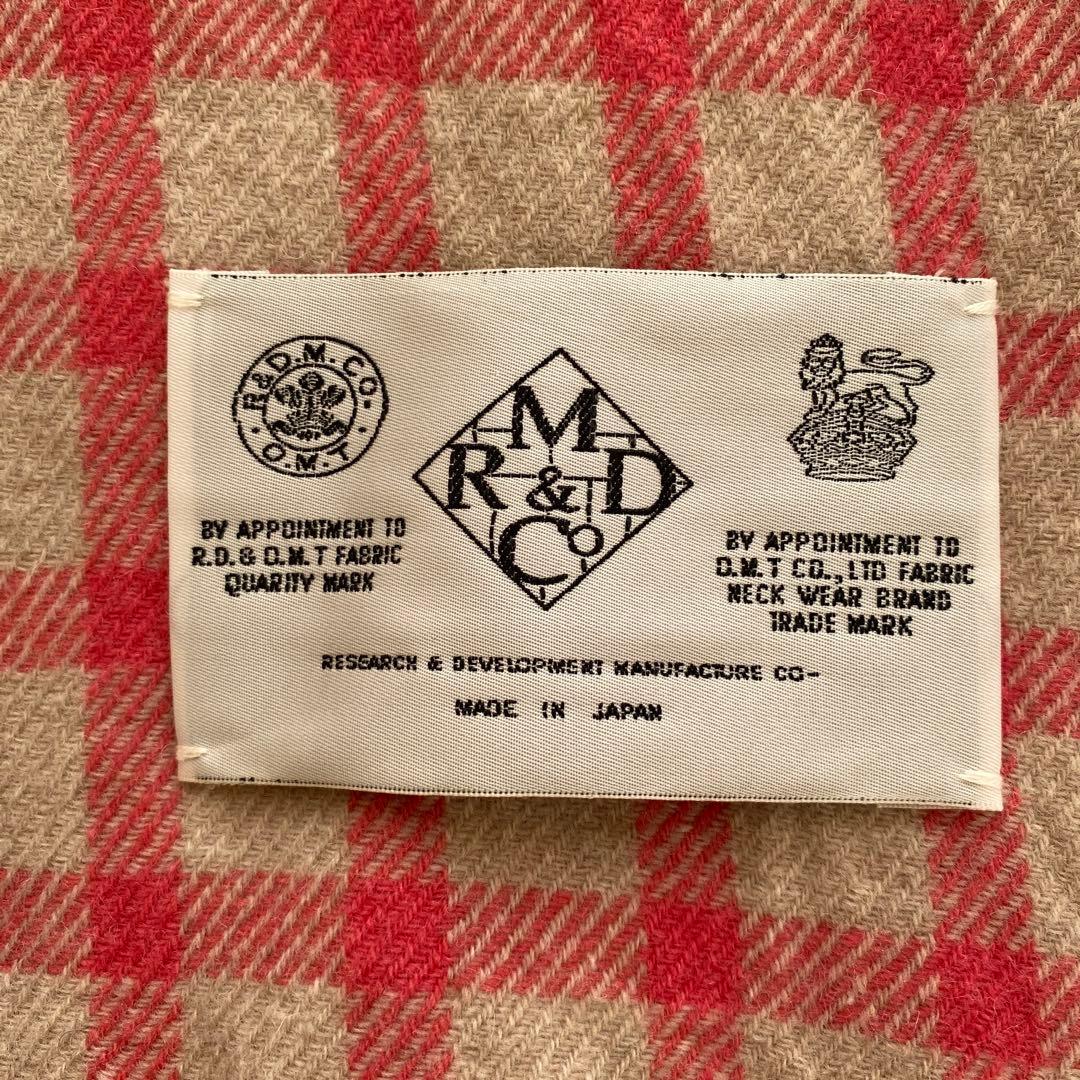 R&D.M.CO.
O.M.T
M
R & D
Co
BY APPOINTMENT TO
R.D.& O.M.T FABRIC
QUARITY MARK
BY APPOINTMENT TO
O.M.T CO., LTD FABRIC
NECK WEAR BRAND
TRADE MARK
RESEARCH & DEVELOPMENT MANUFACTURE CO-
MADE IN JAPAN